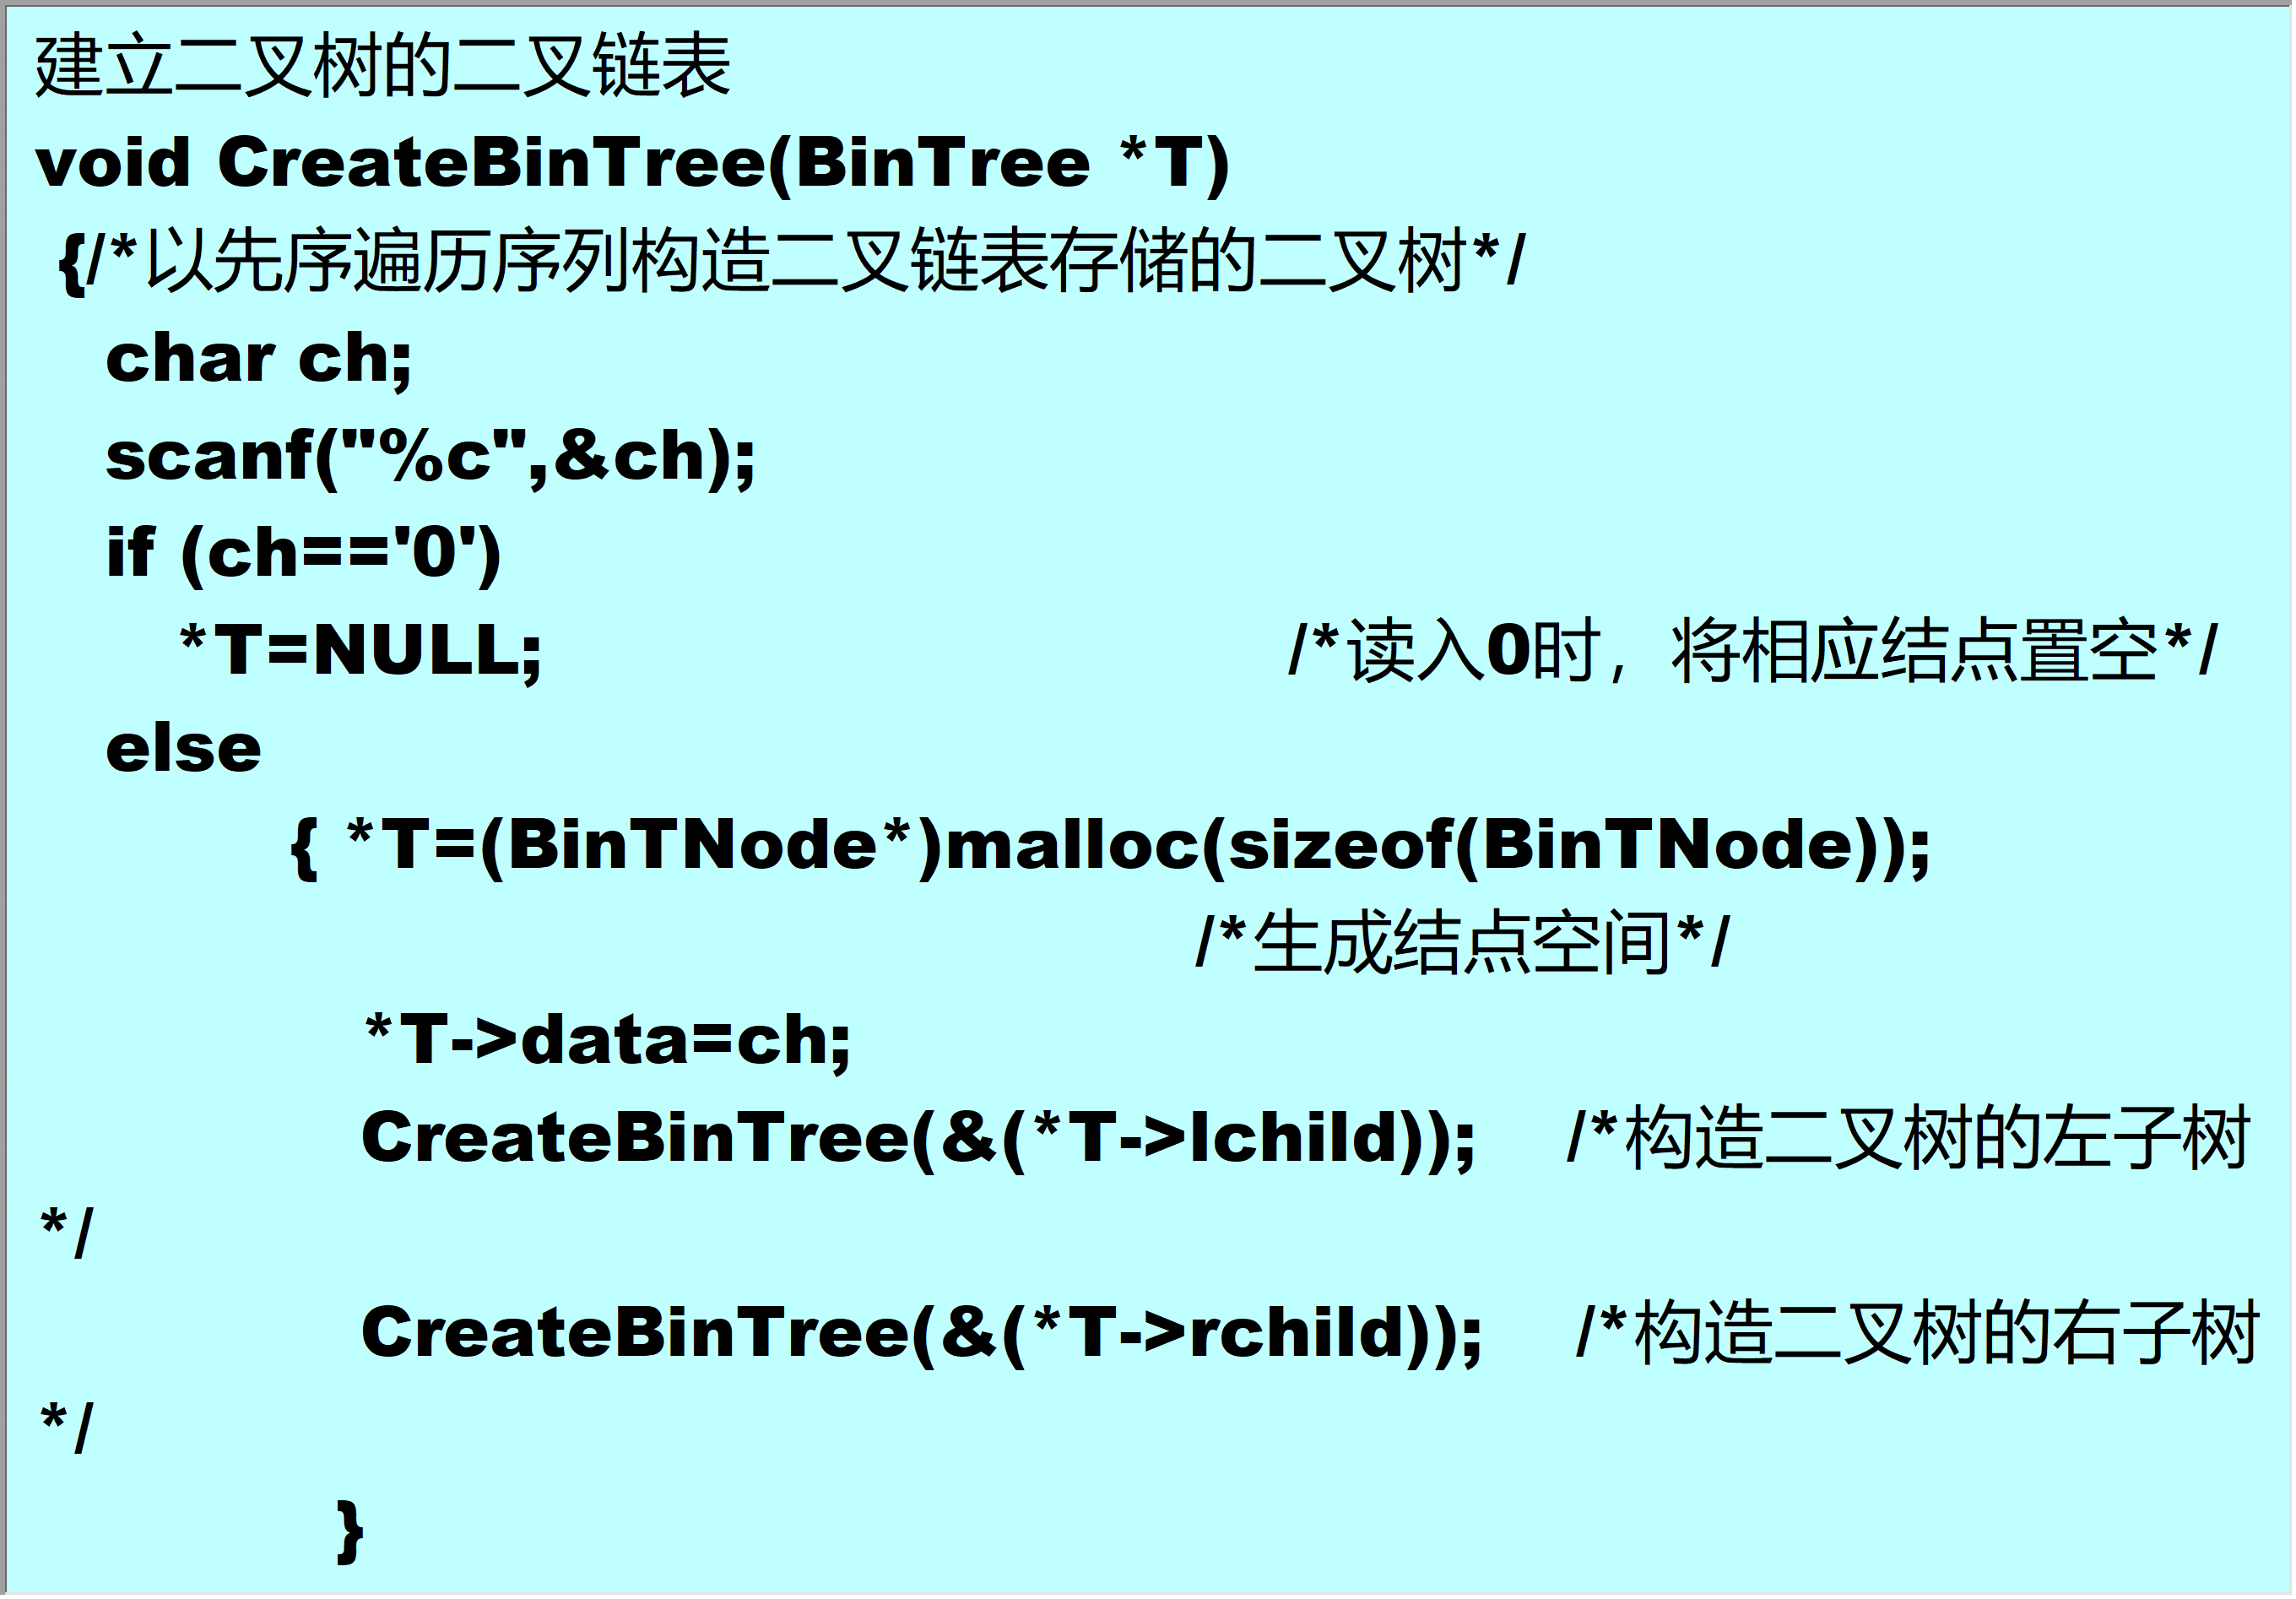 建立二叉树的二叉链表
void CreateBinTree(BinTree *T)
{/*以先序遍历序列构造二叉链表存储的二叉树*/
char ch;
scanf("%c",&ch);
if (ch=='0')
*T=NULL; /*读入0时，将相应结点置空*/
else
{ *T=(BinTNode*)malloc(sizeof(BinTNode));
/*生成结点空间*/
*T->data=ch;
CreateBinTree(&(*T->lchild)); /*构造二叉树的左子树
*/
CreateBinTree(&(*T->rchild)); /*构造二叉树的右子树
*/
}